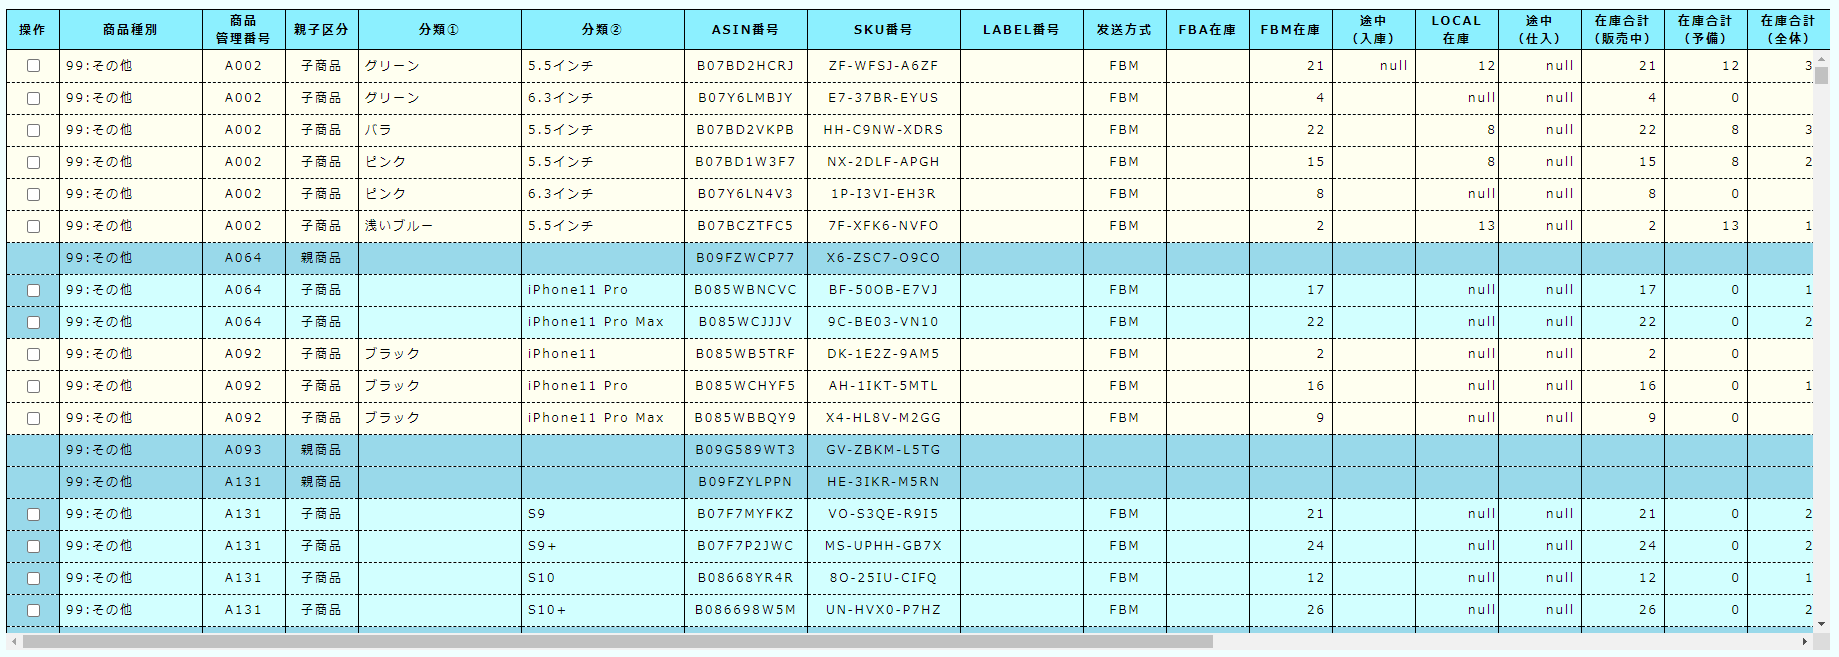 操作 商品種別 商品管理番号 親子区分 分類① 分類② ASIN番号 SKU番号 LABEL番号 发送方式 FBA在庫 FBM在庫 途中（入庫） LOCAL在庫 途中（仕入） 在庫合計（販売中） 在庫合計（予備） 在庫合計（全体）
99:その他 A002 子商品 グリーン 5.5インチ B07BD2HCRJ ZF-WFSJ-A6ZF FBM 21 null 12 null 21 12 3
99:その他 A002 子商品 グリーン 6.3インチ B07Y6LMBJY E7-37BR-EYUS FBM 4 null null 4 0
99:その他 A002 子商品 バラ 5.5インチ B07BD2VKPB HH-C9NW-XDRS FBM 22 8 null 22 8 3
99:その他 A002 子商品 ピンク 5.5インチ B07BD1W3F7 NX-2DLF-APGH FBM 15 8 null 15 8 2
99:その他 A002 子商品 ピンク 6.3インチ B07Y6LN4V3 1P-I3VI-EH3R FBM 8 null null 8 0
99:その他 A002 子商品 浅いブルー 5.5インチ B07BCZTFC5 7F-XFK6-NVFO FBM 2 13 null 2 13 1
99:その他 A064 親商品 B09FZWCP77 X6-ZSC7-O9CO
99:その他 A064 子商品 iPhone11 Pro B085WBNCVC BF-50OB-E7VJ FBM 17 null null 17 0 1
99:その他 A064 子商品 iPhone11 Pro Max B085WCJJJV 9C-BE03-VN10 FBM 22 null null 22 0 2
99:その他 A092 子商品 ブラック iPhone11 B085WB5TRF DK-1E2Z-9AM5 FBM 2 null null 2 0
99:その他 A092 子商品 ブラック iPhone11 Pro B085WCHYF5 AH-1IKT-5MTL FBM 16 null null 16 0 1
99:その他 A092 子商品 ブラック iPhone11 Pro Max B085WBBQY9 X4-HL8V-M2GG FBM 9 null null 9 0
99:その他 A093 親商品 B09G589WT3 GV-ZBKM-L5TG
99:その他 A131 親商品 B09FZYLPPN HE-3IKR-M5RN
99:その他 A131 子商品 S9 B07F7MYFKZ VO-S3QE-R9I5 FBM 21 null null 21 0 2
99:その他 A131 子商品 S9+ B07F7P2JWC MS-UPHH-GB7X FBM 24 null null 24 0 2
99:その他 A131 子商品 S10 B08668YR4R 8O-25IU-CIFQ FBM 12 null null 12 0 1
99:その他 A131 子商品 S10+ B086698W5M UN-HVX0-P7HZ FBM 26 null null 26 0 2